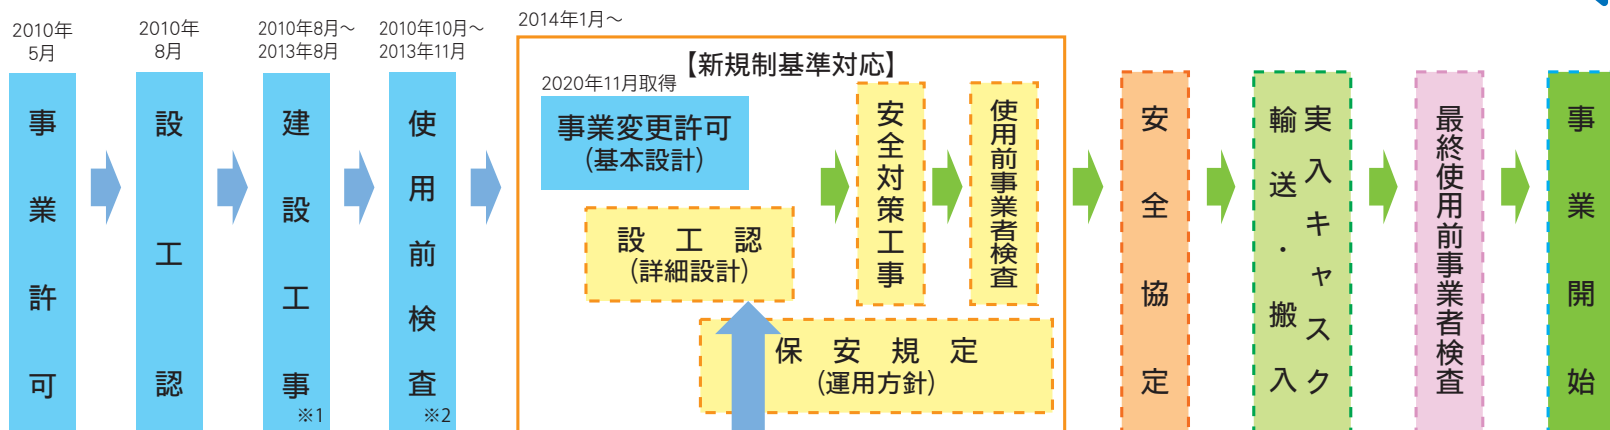 2010年
5月
事業許可
2010年
8月
設工認
2010年8月～
2013年8月
建設工事
※1
2010年10月～
2013年11月
使用前検査
※2
2014年1月～
【新規制基準対応】
2020年11月取得
事業変更許可
(基本設計)
設工認
(詳細設計)
保安規定
(運用方針)
安全対策工事
使用前事業者検査
安全協定
実入キャスク
輸送・搬入
最終使用前事業者検査
事業開始